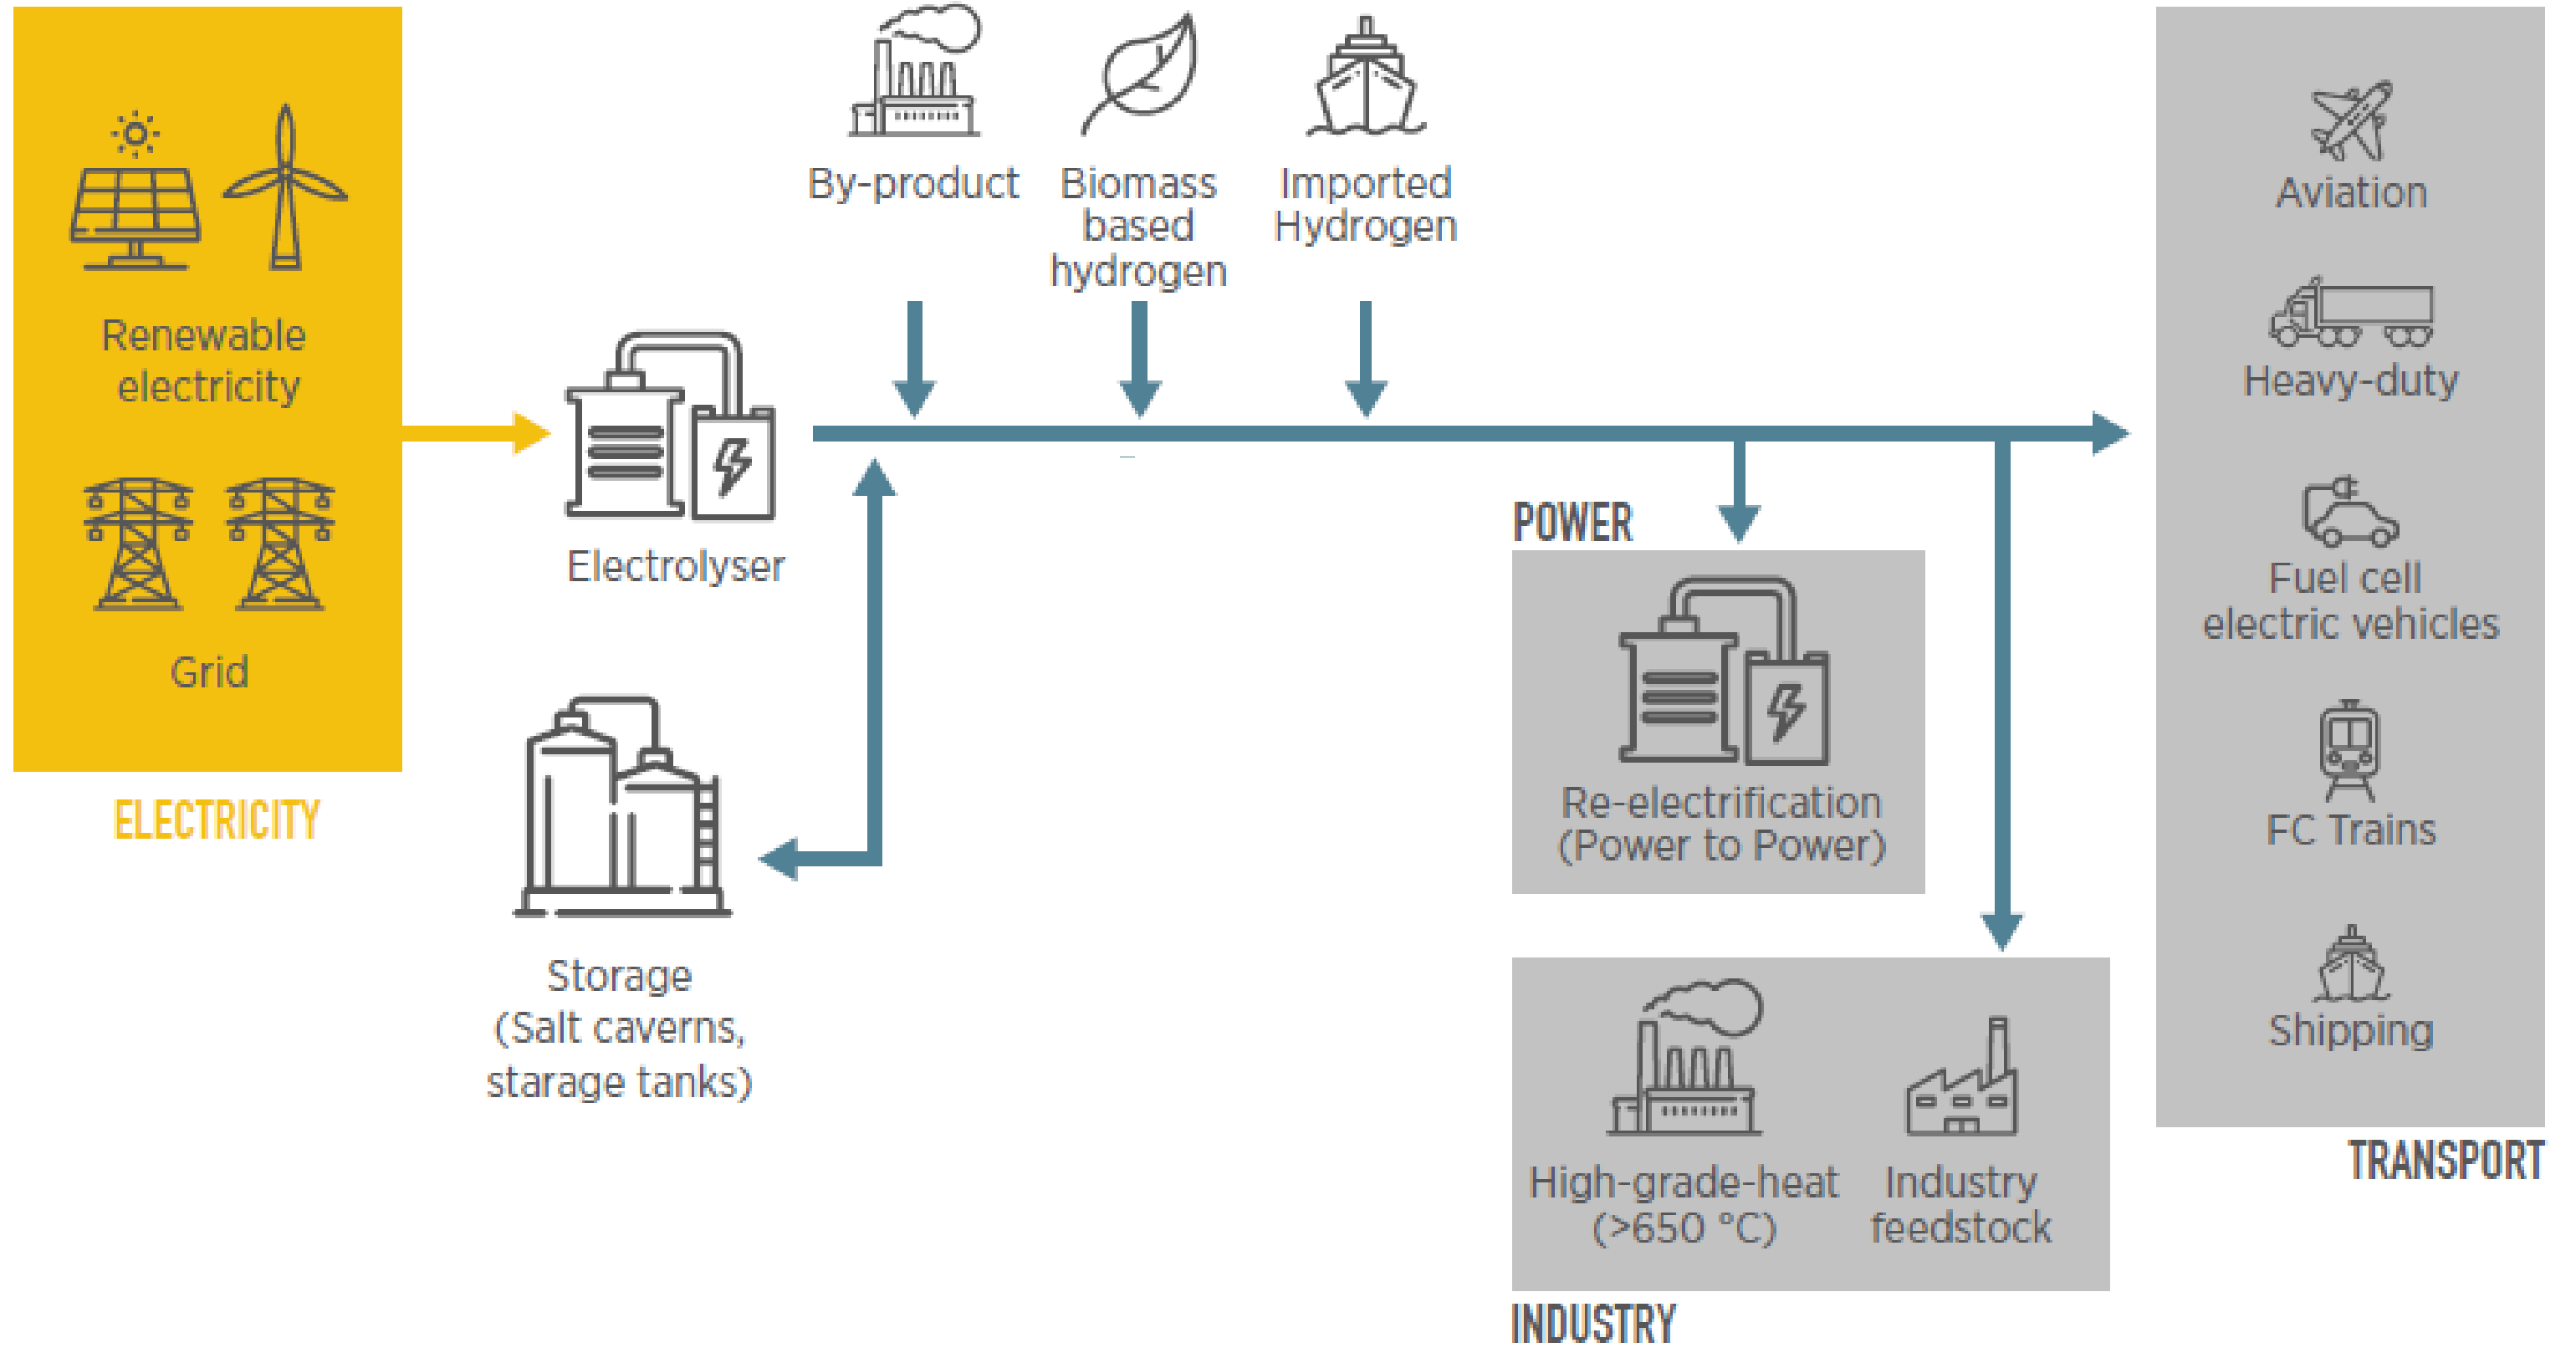 Renewable
electricity
Grid
ELECTRICITY
Electrolyser
Storage
(Salt caverns,
starage tanks)
By-product
Biomass
based
hydrogen
Imported
Hydrogen
POWER
Re-electrification
(Power to Power)
High-grade-heat
(>650 °C)
Industry
feedstock
INDUSTRY
Aviation
Heavy-duty
Fuel cell
electric vehicles
FC Trains
Shipping
TRANSPORT